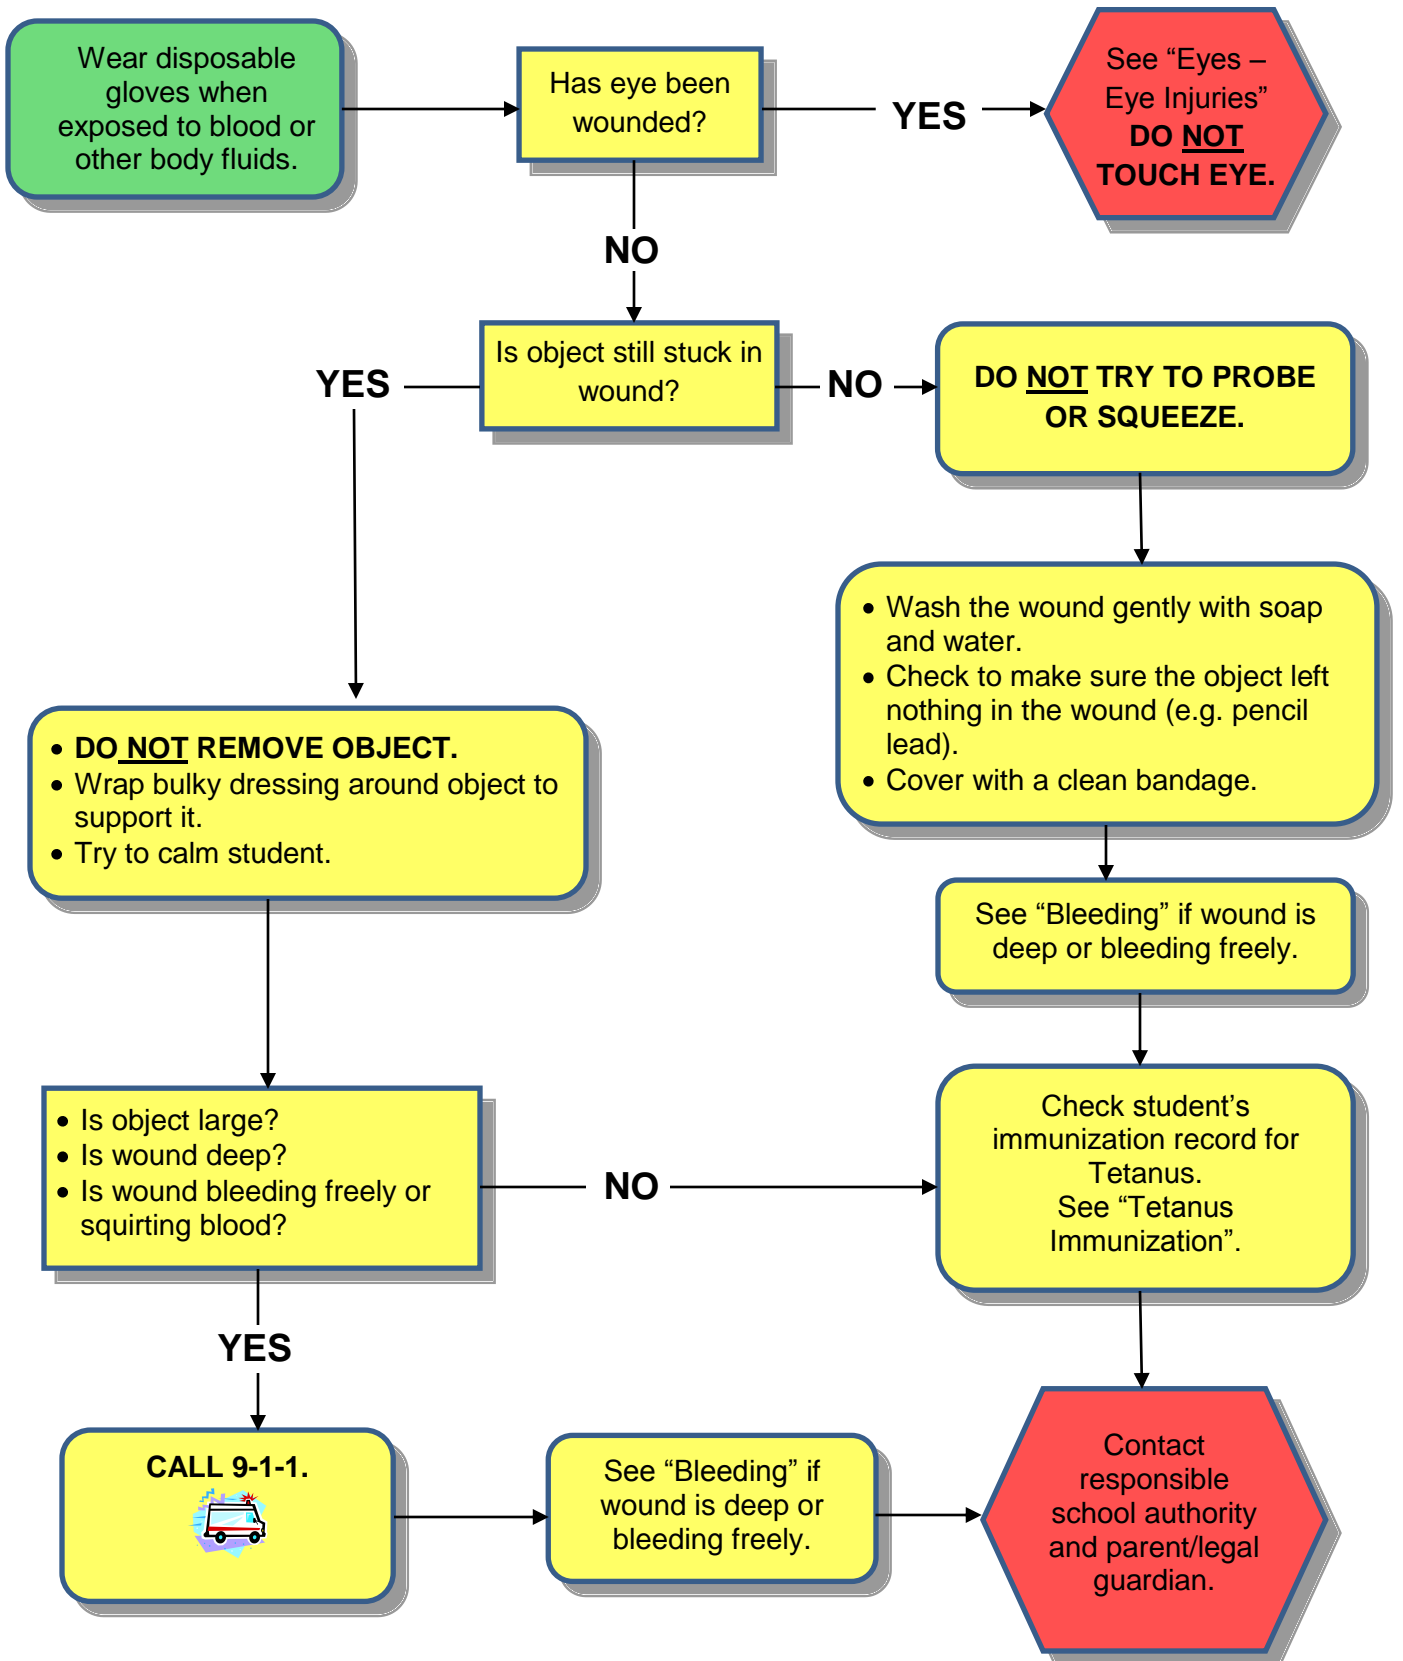 Wear disposable
gloves when
exposed to blood or
other body fluids.
Has eye been
wounded?
YES
See “Eyes –
Eye Injuries”
DO NOT
TOUCH EYE.
NO
Is object still stuck in
wound?
YES
NO
DO NOT TRY TO PROBE
OR SQUEEZE.
• Wash the wound gently with soap
and water.
• Check to make sure the object left
nothing in the wound (e.g. pencil
lead).
• Cover with a clean bandage.
• DO NOT REMOVE OBJECT.
• Wrap bulky dressing around object to
support it.
• Try to calm student.
See “Bleeding” if wound is
deep or bleeding freely.
• Is object large?
• Is wound deep?
• Is wound bleeding freely or
squirting blood?
NO
Check student’s
immunization record for
Tetanus.
See “Tetanus
Immunization”.
YES
CALL 9-1-1.
See “Bleeding” if
wound is deep or
bleeding freely.
Contact
responsible
school authority
and parent/legal
guardian.